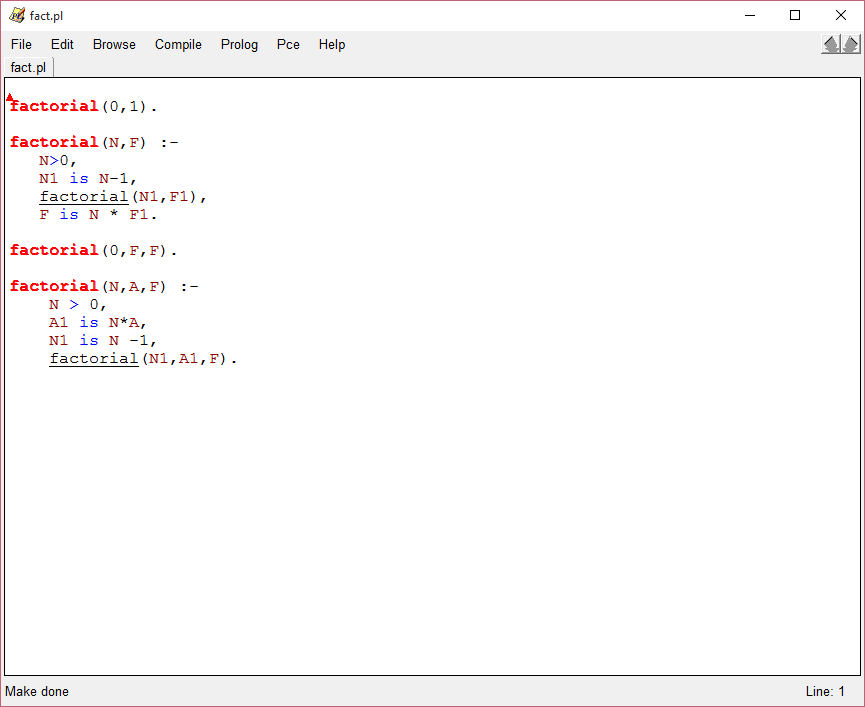 fact.pl
File Edit Browse Compile Prolog Pce Help
fact.pl
factorial(0,1).
factorial(N,F) :-
N>0,
N1 is N-1,
factorial(N1,F1),
F is N * F1.
factorial(0,F,F).
factorial(N,A,F) :-
N > 0,
A1 is N*A,
N1 is N -1,
factorial(N1,A1,F).
Make done Line: 1